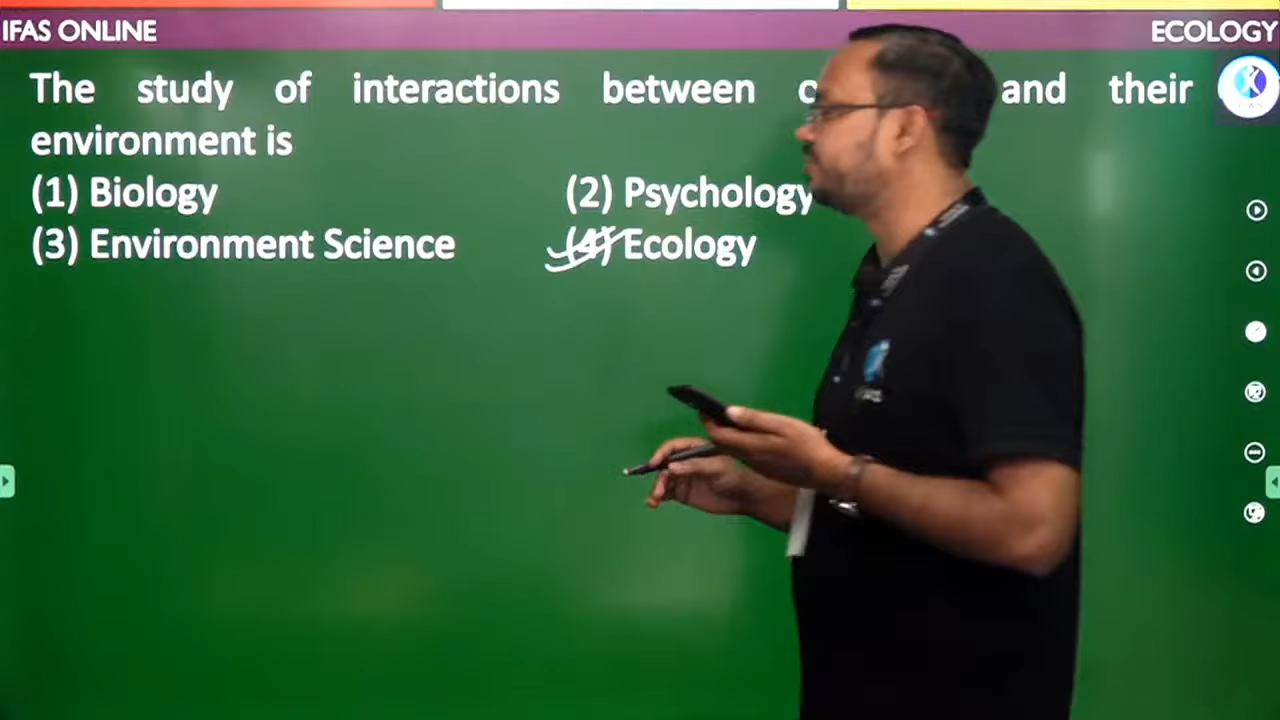 IFAS ONLINE
ECOLOGY
The study of interactions between and their
environment is
(1) Biology (2) Psychology
(3) Environment Science (4) Ecology